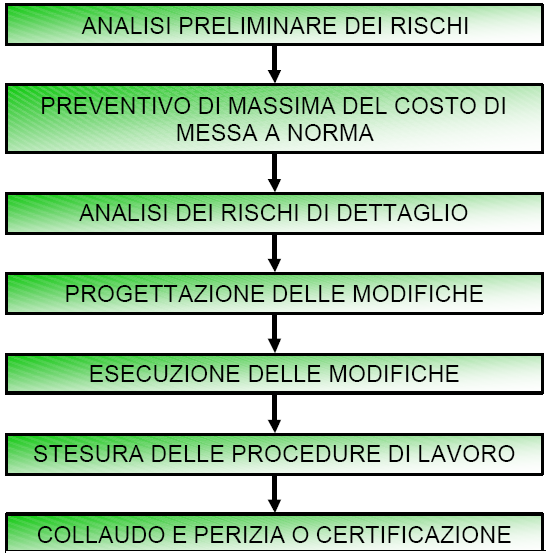 ANALISI PRELIMINARE DEI RISCHI
PREVENTIVO DI MASSIMA DEL COSTO DI
MESSA A NORMA
ANALISI DEI RISCHI DI DETTAGLIO
PROGETTAZIONE DELLE MODIFICHE
ESECUZIONE DELLE MODIFICHE
STESURA DELLE PROCEDURE DI LAVORO
COLLAUDO E PERIZIA O CERTIFICAZIONE